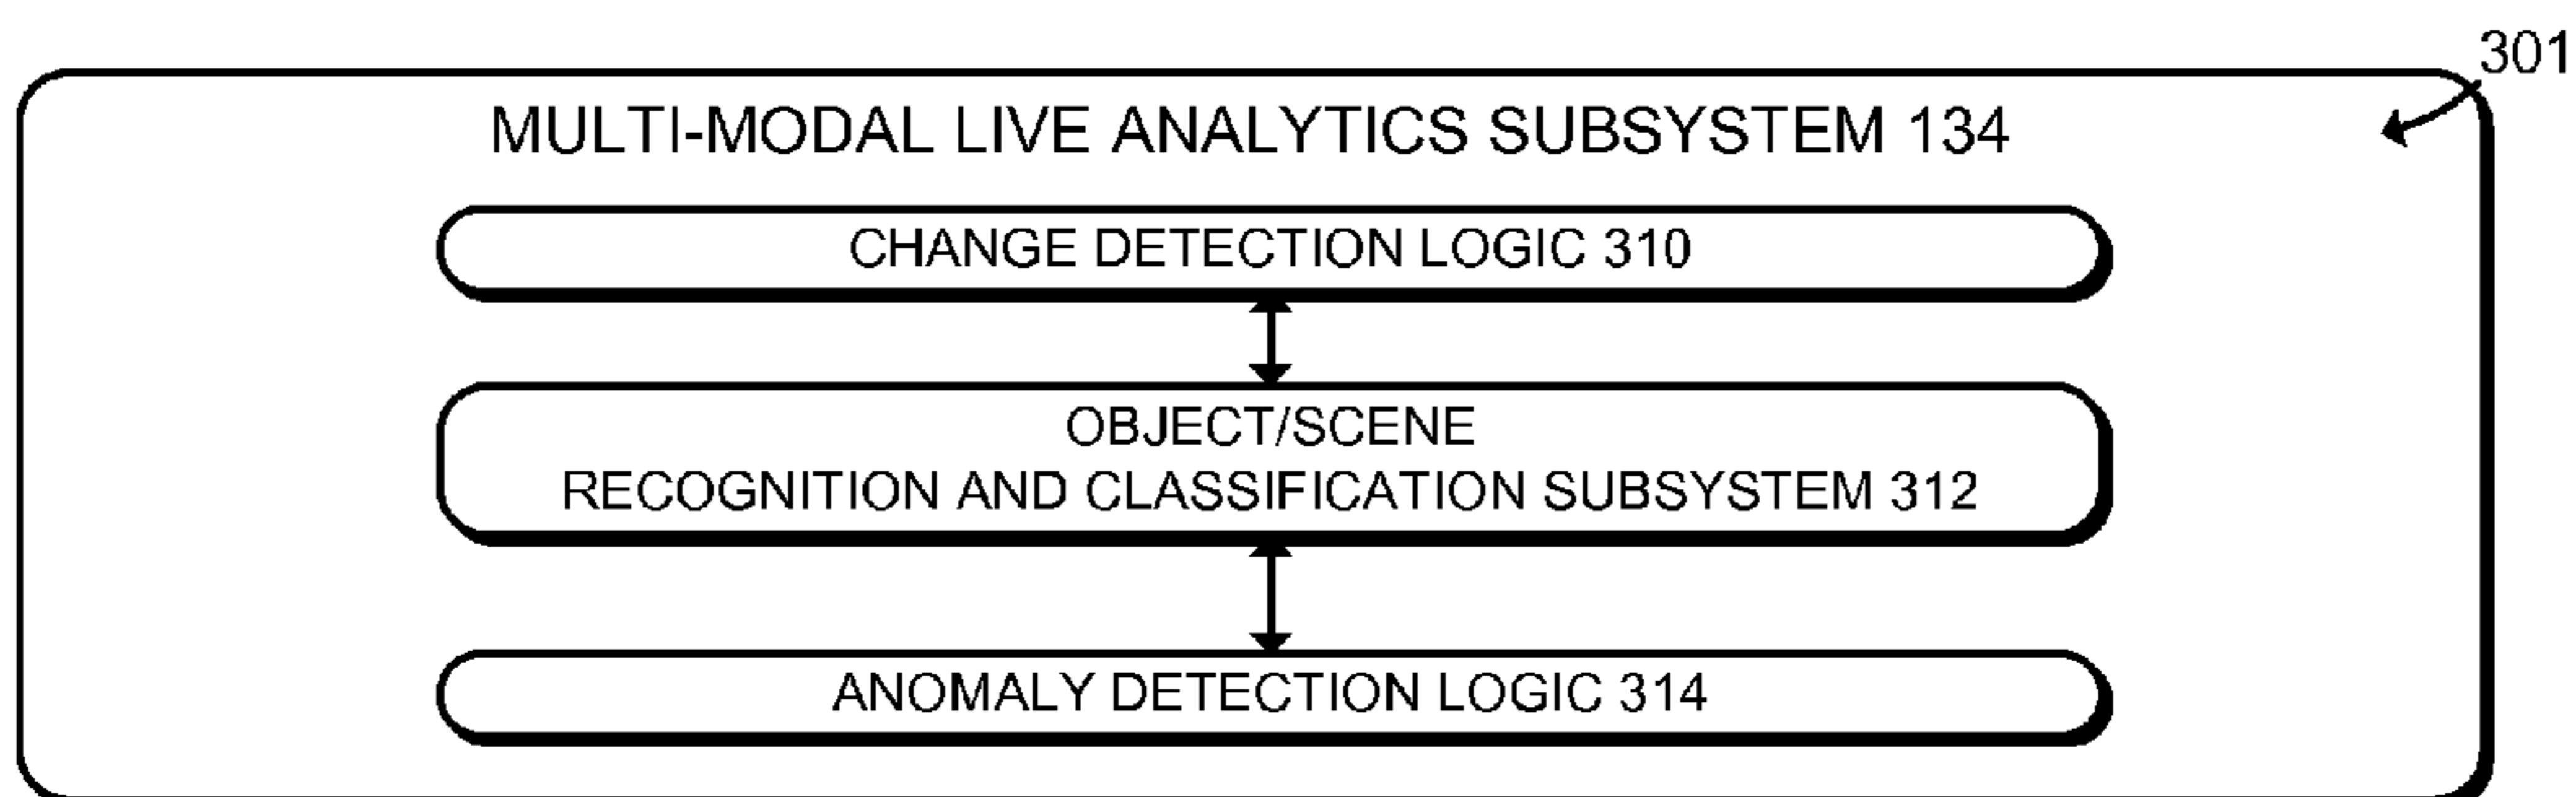 301
MULTI-MODAL LIVE ANALYTICS SUBSYSTEM 134
CHANGE DETECTION LOGIC 310
OBJECT/SCENE
RECOGNITION AND CLASSIFICATION SUBSYSTEM 312
ANOMALY DETECTION LOGIC 314